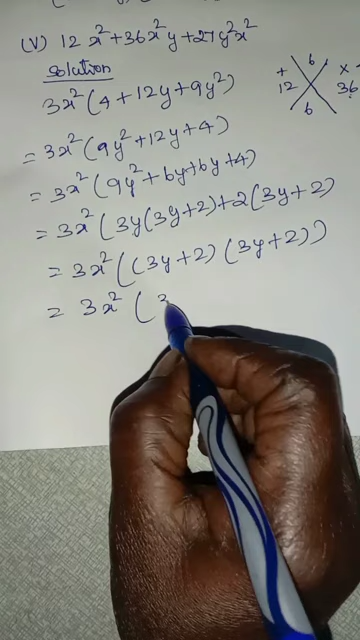 (V) 12x²+36x²y+27y²x²
Solution
3x²(4+12y+9y²)
=3x²(9y²+12y+4)
=3x²(9y²+6y+6y+4)
=3x²(3y(3y+2)+2(3y+2)
=3x²((3y+2)(3y+2))
=3x²(3
+ 6 x
12 36
6